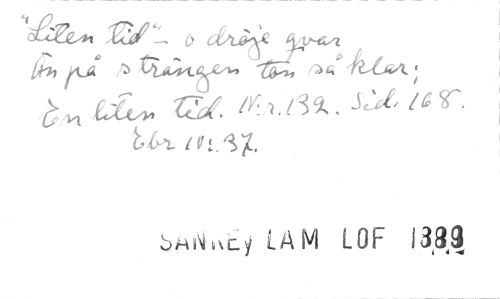 "Liten tid" – o dröje qvar
Än på strängen ton så klar;
En liten tid. N:r. 132. Sid. 168.
Ebr 10:37.
SANKEY LAM LOF 1889